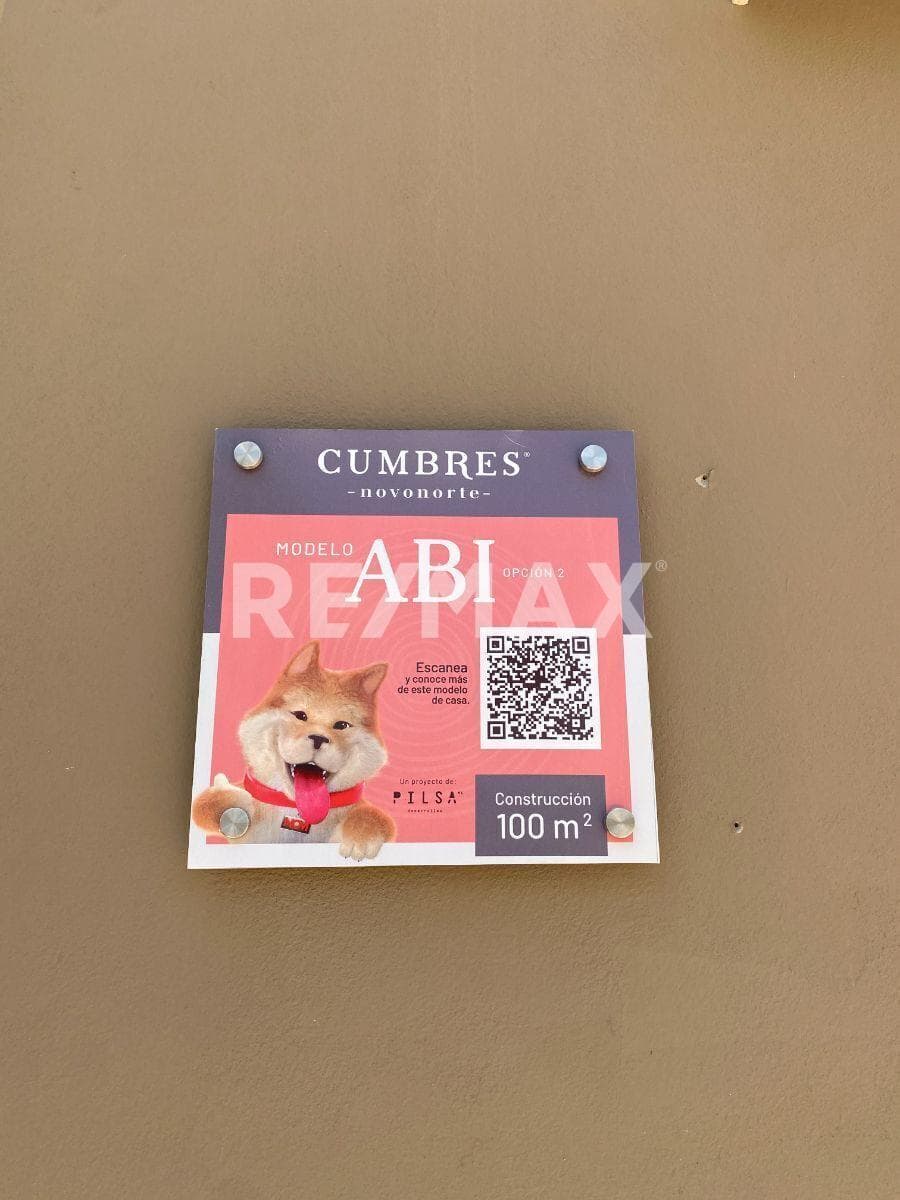 CUMBRES®
-novonorte-
MODELO ABI OPCIÓN 2
RE/MAX®
Escanea
y conoce más
de este modelo
de casa.
Un proyecto de:
PILSA
desarrollos
Construcción
100 m²